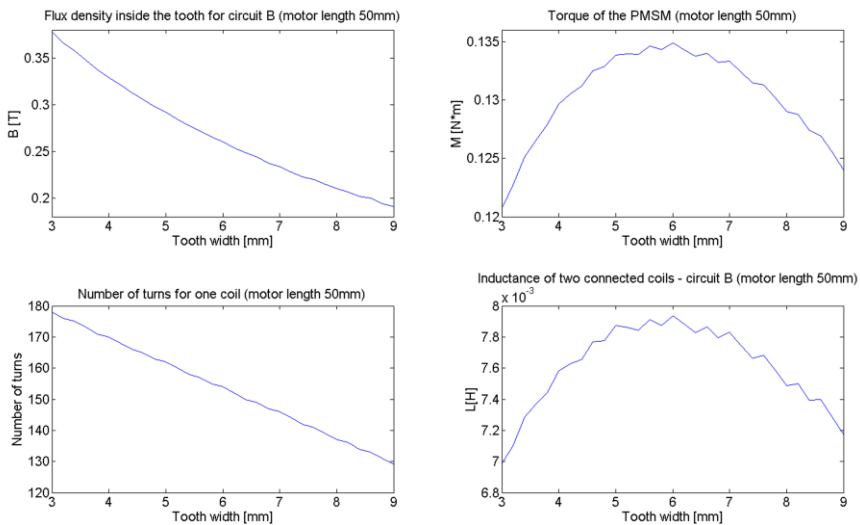 Flux density inside the tooth for circuit B (motor length 50mm)
B [T]
0.35
0.3
0.25
0.2
3 4 5 6 7 8 9
Tooth width [mm]
Torque of the PMSM (motor length 50mm)
M [N*m]
0.135
0.13
0.125
0.12
3 4 5 6 7 8 9
Tooth width [mm]
Number of turns for one coil (motor length 50mm)
Number of turns
180
170
160
150
140
130
120
3 4 5 6 7 8 9
Tooth width [mm]
Inductance of two connected coils - circuit B (motor length 50mm)
x 10⁻³
L[H]
8
7.8
7.6
7.4
7.2
7
6.8
3 4 5 6 7 8 9
Tooth width [mm]